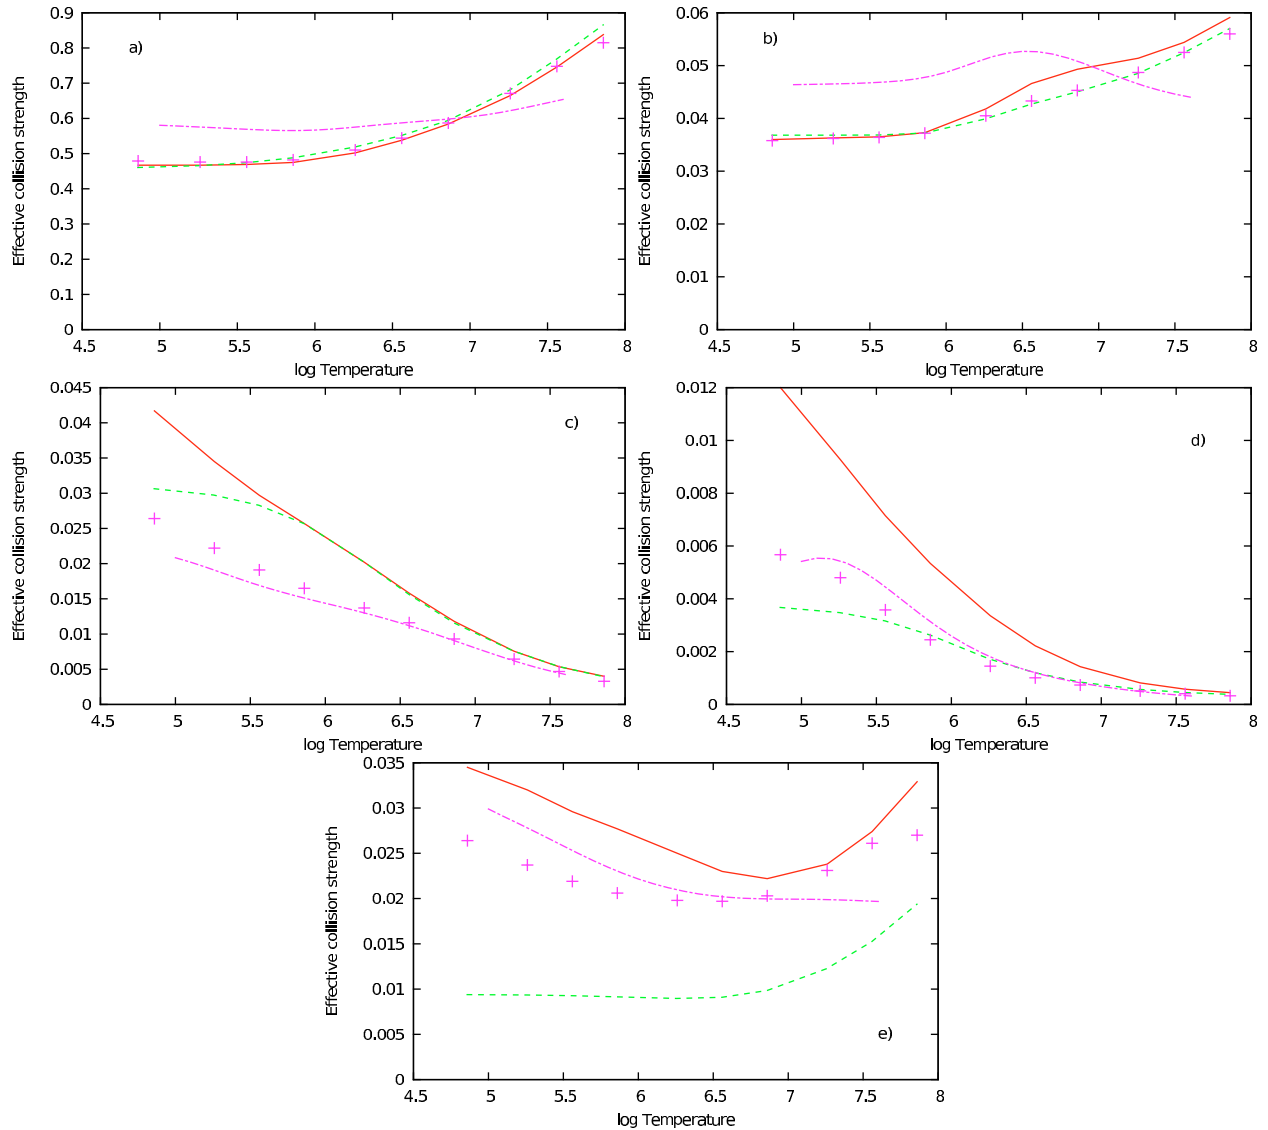 0.9
0.8
0.7
0.6
0.5
0.4
0.3
0.2
0.1
0
Effective collision strength
a)
4.5 5 5.5 6 6.5 7 7.5 8
log Temperature
0.06
0.05
0.04
0.03
0.02
0.01
0
Effective collision strength
b)
4.5 5 5.5 6 6.5 7 7.5 8
log Temperature
0.045
0.04
0.035
0.03
0.025
0.02
0.015
0.01
0.005
0
Effective collision strength
c)
4.5 5 5.5 6 6.5 7 7.5 8
log Temperature
0.012
0.01
0.008
0.006
0.004
0.002
0
Effective collision strength
d)
4.5 5 5.5 6 6.5 7 7.5 8
log Temperature
0.035
0.03
0.025
0.02
0.015
0.01
0.005
0
Effective collision strength
e)
4.5 5 5.5 6 6.5 7 7.5 8
log Temperature